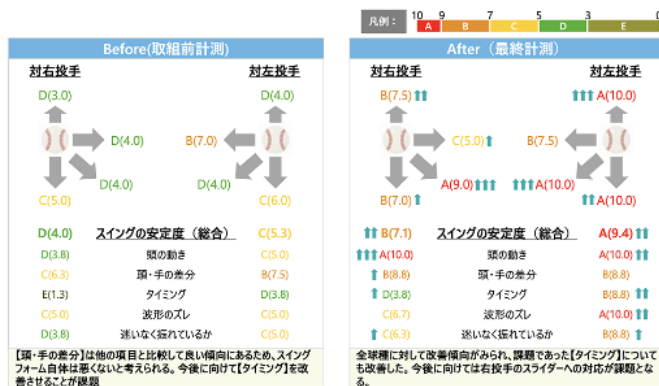 凡例：
10 9 7 5 3 0
A B C D E
Before(取組前計測)
対右投手 対左投手
D(3.0) D(4.0)
D(4.0) B(7.0)
D(4.0) D(4.0)
C(5.0) C(6.0)
D(4.0) スイングの安定度（総合） C(5.3)
D(3.8) 頭の動き C(5.0)
C(6.3) 頭・手の差分 B(7.5)
E(1.3) タイミング D(3.8)
C(5.0) 波形のズレ C(5.0)
D(3.8) 迷いなく振れているか C(5.0)
【頭・手の差分】は他の項目と比較して良い傾向にあるため、スイング
フォーム自体は悪くないと考えられる。今後に向けて【タイミング】を改
善させることが課題
After（最終計測）
対右投手 対左投手
B(7.5) A(10.0)
C(5.0) B(7.5)
A(9.0) A(10.0)
B(7.0) A(10.0)
B(7.1) スイングの安定度（総合） A(9.4)
A(10.0) 頭の動き A(10.0)
B(8.8) 頭・手の差分 B(8.8)
D(3.8) タイミング B(8.8)
C(6.7) 波形のズレ A(10.0)
C(6.3) 迷いなく振れているか B(8.8)
全球種に対して改善傾向がみられ、課題であった【タイミング】について
も改善した。今後に向けては右投手のスライダーへの対応が課題とな
る。